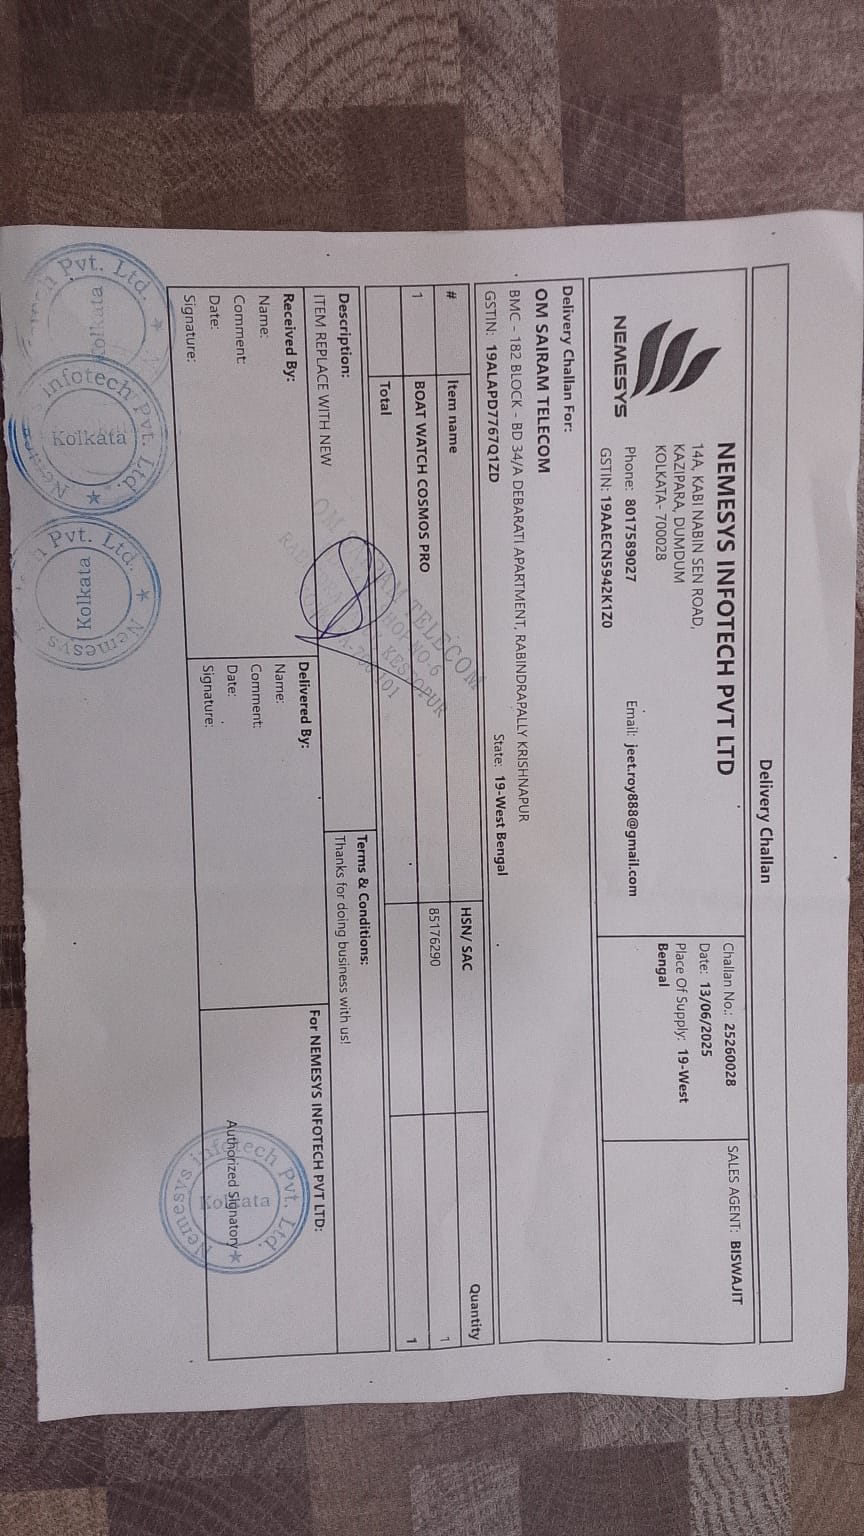 Delivery Challan
NEMESYS
NEMESYS INFOTECH PVT LTD
14A, KABI NABIN SEN ROAD,
KAZIPARA, DUMDUM
KOLKATA- 700028
Phone: 8017589027 Email: jeet.roy888@gmail.com
GSTIN: 19AAECN5942K1Z0
Challan No.: 25260028
Date: 13/06/2025
Place Of Supply: 19-West
Bengal
SALES AGENT: BISWAJIT
Delivery Challan For:
OM SAIRAM TELECOM
BMC - 182 BLOCK - BD 34/A DEBARATI APARTMENT, RABINDRAPALLY KRISHNAPUR
GSTIN: 19ALAPD7767Q1ZD State: 19-West Bengal
# Item name HSN/ SAC Quantity
1 BOAT WATCH COSMOS PRO 85176290 1
Total 1
Description:
ITEM REPLACE WITH NEW
Terms & Conditions:
Thanks for doing business with us!
Received By:
Name:
Comment:
Date:
Signature:
Delivered By:
Name:
Comment:
Date:
Signature:
For NEMESYS INFOTECH PVT LTD:
Authorized Signatory
Nemesys infotech Pvt. Ltd.
Kolkata
OM SAIRAM TELECOM
SHOP NO-6
KESTOPUR
Pvt. Ltd.
Kolkata
infotech Pvt. Ltd.
Kolkata
Pvt. Ltd. Nemesys
Kolkata